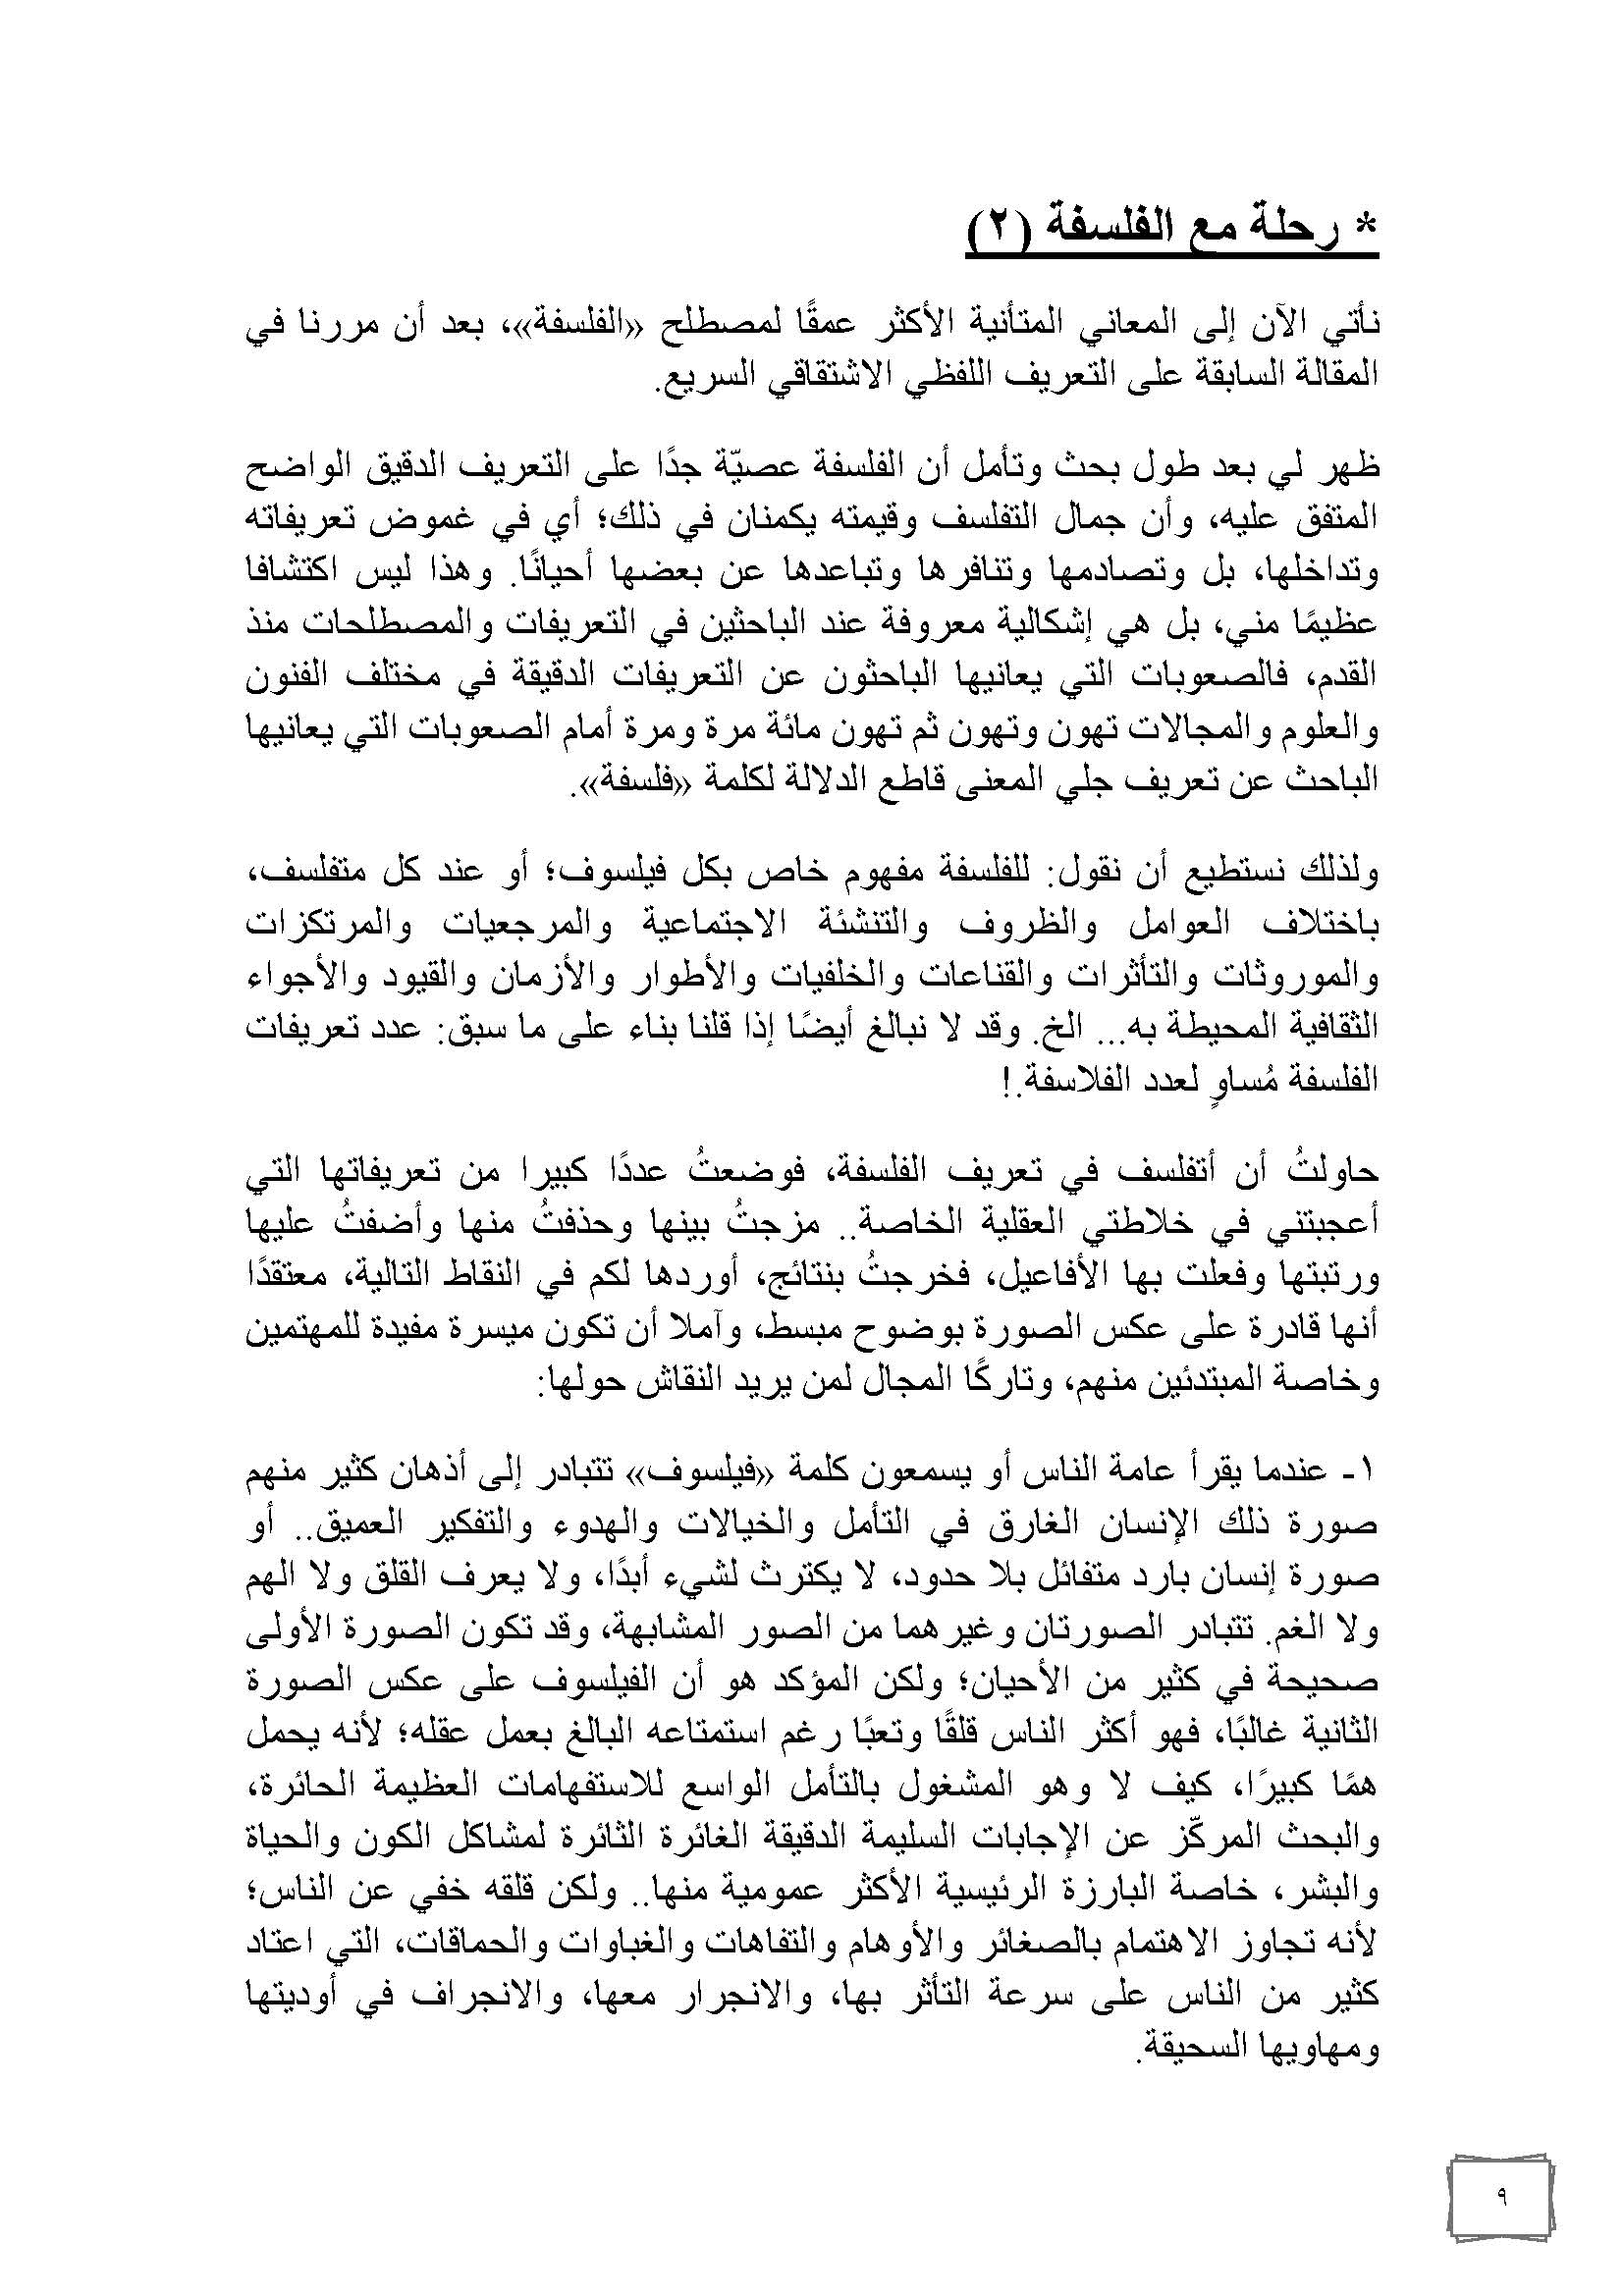 * رحلة مع الفلسفة (٢)
نأتي الآن إلى المعاني المتأنية الأكثر عمقًا لمصطلح «الفلسفة»، بعد أن مررنا في
المقالة السابقة على التعريف اللفظي الاشتقاقي السريع.
ظهر لي بعد طول بحث وتأمل أن الفلسفة عصيّة جدًا على التعريف الدقيق الواضح
المتفق عليه، وأن جمال التفلسف وقيمته يكمنان في ذلك؛ أي في غموض تعريفاته
وتداخلها، بل وتصادمها وتنافرها وتباعدها عن بعضها أحيانًا. وهذا ليس اكتشافا
عظيمًا مني، بل هي إشكالية معروفة عند الباحثين في التعريفات والمصطلحات منذ
القدم، فالصعوبات التي يعانيها الباحثون عن التعريفات الدقيقة في مختلف الفنون
والعلوم والمجالات تهون وتهون ثم تهون مائة مرة ومرة أمام الصعوبات التي يعانيها
الباحث عن تعريف جلي المعنى قاطع الدلالة لكلمة «فلسفة».
ولذلك نستطيع أن نقول: للفلسفة مفهوم خاص بكل فيلسوف؛ أو عند كل متفلسف،
باختلاف العوامل والظروف والتنشئة الاجتماعية والمرجعيات والمرتكزات
والموروثات والتأثرات والقناعات والخلفيات والأطوار والأزمان والقيود والأجواء
الثقافية المحيطة به... الخ. وقد لا نبالغ أيضًا إذا قلنا بناء على ما سبق: عدد تعريفات
الفلسفة مُساوٍ لعدد الفلاسفة.!
حاولتُ أن أتفلسف في تعريف الفلسفة، فوضعتُ عددًا كبيرا من تعريفاتها التي
أعجبتني في خلاطتي العقلية الخاصة.. مزجتُ بينها وحذفتُ منها وأضفتُ عليها
ورتبتها وفعلت بها الأفاعيل، فخرجتُ بنتائج، أوردها لكم في النقاط التالية، معتقدًا
أنها قادرة على عكس الصورة بوضوح مبسط، وآملا أن تكون ميسرة مفيدة للمهتمين
وخاصة المبتدئين منهم، وتاركًا المجال لمن يريد النقاش حولها:
١- عندما يقرأ عامة الناس أو يسمعون كلمة «فيلسوف» تتبادر إلى أذهان كثير منهم
صورة ذلك الإنسان الغارق في التأمل والخيالات والهدوء والتفكير العميق.. أو
صورة إنسان بارد متفائل بلا حدود، لا يكترث لشيء أبدًا، ولا يعرف القلق ولا الهم
ولا الغم. تتبادر الصورتان وغيرهما من الصور المشابهة، وقد تكون الصورة الأولى
صحيحة في كثير من الأحيان؛ ولكن المؤكد هو أن الفيلسوف على عكس الصورة
الثانية غالبًا، فهو أكثر الناس قلقًا وتعبًا رغم استمتاعه البالغ بعمل عقله؛ لأنه يحمل
همًا كبيرًا، كيف لا وهو المشغول بالتأمل الواسع للاستفهامات العظيمة الحائرة،
والبحث المركّز عن الإجابات السليمة الدقيقة الغائرة الثائرة لمشاكل الكون والحياة
والبشر، خاصة البارزة الرئيسية الأكثر عمومية منها.. ولكن قلقه خفي عن الناس؛
لأنه تجاوز الاهتمام بالصغائر والأوهام والتفاهات والغباوات والحماقات، التي اعتاد
كثير من الناس على سرعة التأثر بها، والانجرار معها، والانجراف في أوديتها
ومهاويها السحيقة.
٩